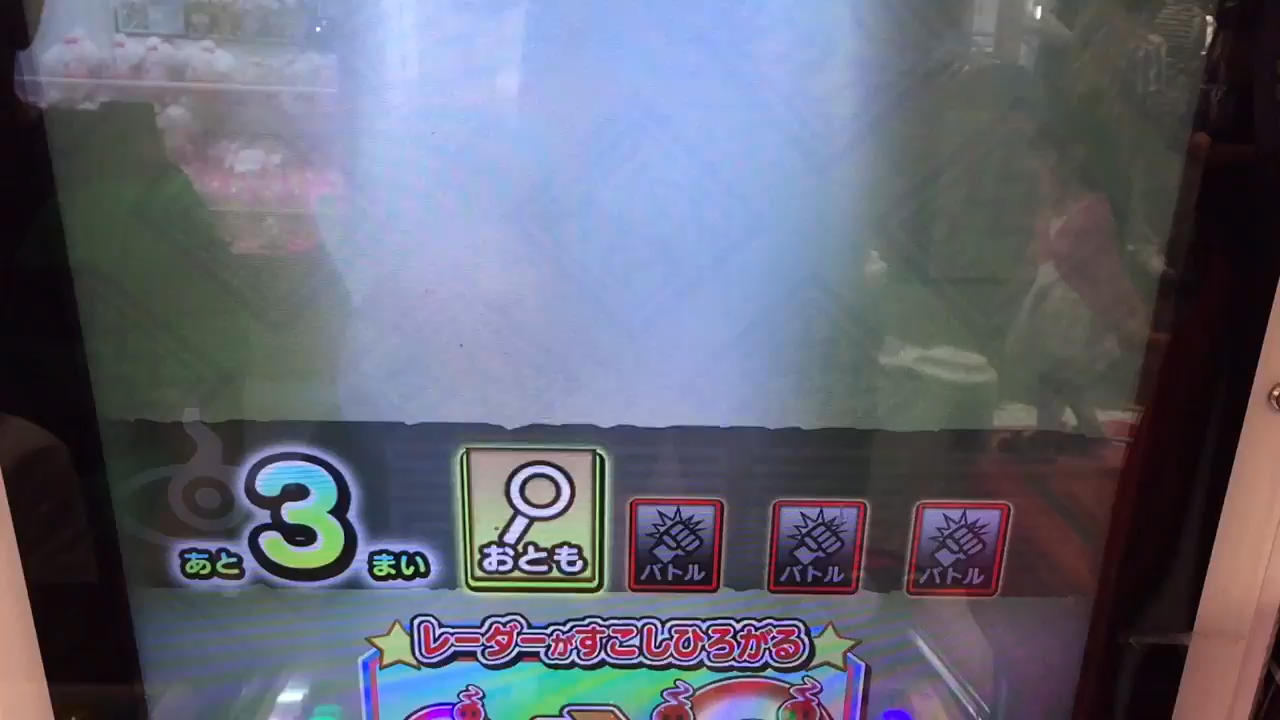 あと3まい
おとも
バトル
バトル
バトル
レーダーがすこしひろがる